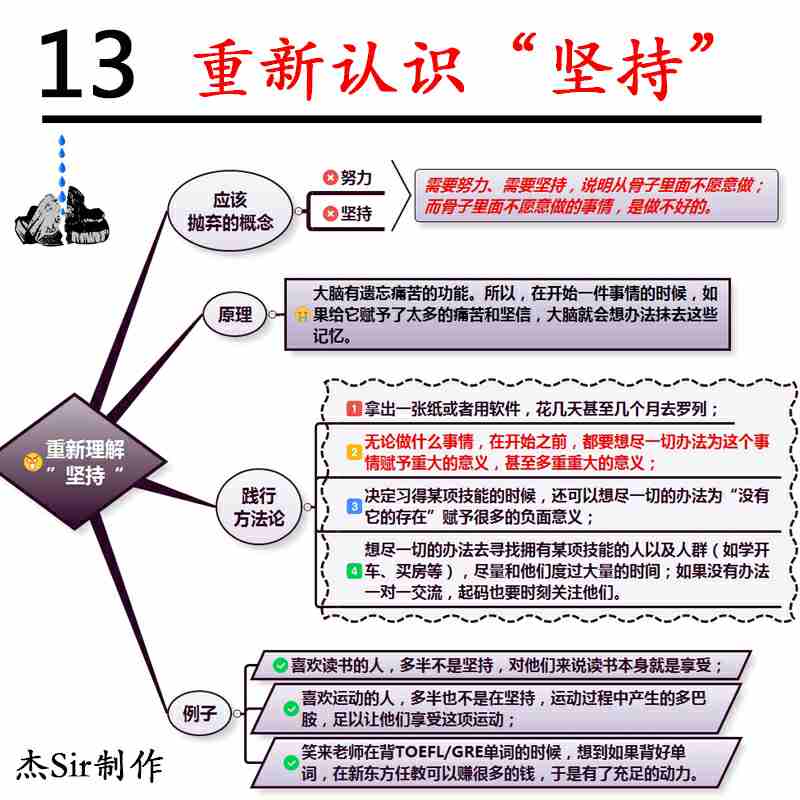 13 重新认识“坚持”
应该
抛弃的概念
努力
坚持
需要努力、需要坚持，说明从骨子里面不愿意做；
而骨子里面不愿意做的事情，是做不好的。
原理
大脑有遗忘痛苦的功能。所以，在开始一件事情的时候，如
果给它赋予了太多的痛苦和坚信，大脑就会想办法抹去这些
记忆。
重新理解
”坚持“
践行
方法论
1 拿出一张纸或者用软件，花几天甚至几个月去罗列；
2 无论做什么事情，在开始之前，都要想尽一切办法为这个事
情赋予重大的意义，甚至多重重大的意义；
3 决定习得某项技能的时候，还可以想尽一切的办法为“没有
它的存在”赋予很多的负面意义；
4 想尽一切的办法去寻找拥有某项技能的人以及人群（如学开
车、买房等），尽量和他们度过大量的时间；如果没有办法
一对一交流，起码也要时刻关注他们。
例子
喜欢读书的人，多半不是坚持，对他们来说读书本身就是享受；
喜欢运动的人，多半也不是在坚持，运动过程中产生的多巴
胺，足以让他们享受这项运动；
笑来老师在背TOEFL/GRE单词的时候，想到如果背好单
词，在新东方任教可以赚很多的钱，于是有了充足的动力。
杰Sir制作